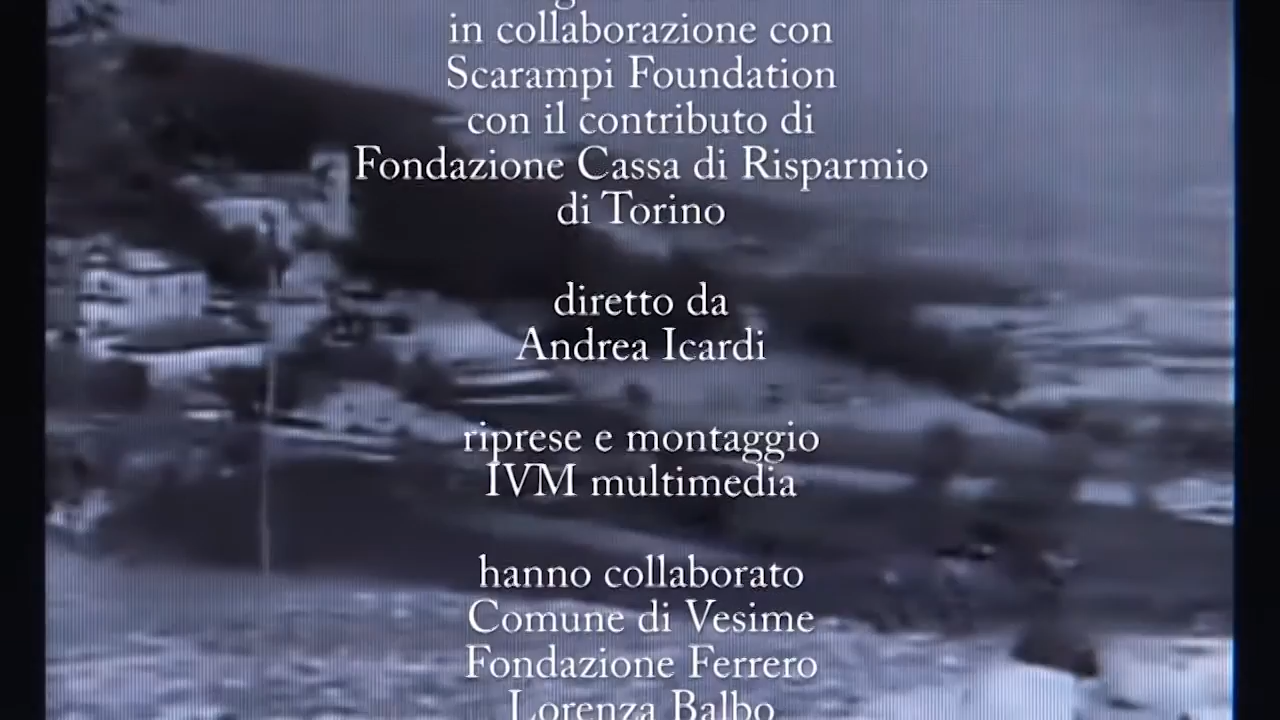 in collaborazione con
Scarampi Foundation
con il contributo di
Fondazione Cassa di Risparmio
di Torino
diretto da
Andrea Icardi
riprese e montaggio
IVM multimedia
hanno collaborato
Comune di Vesime
Fondazione Ferrero
Lorenza Balbo